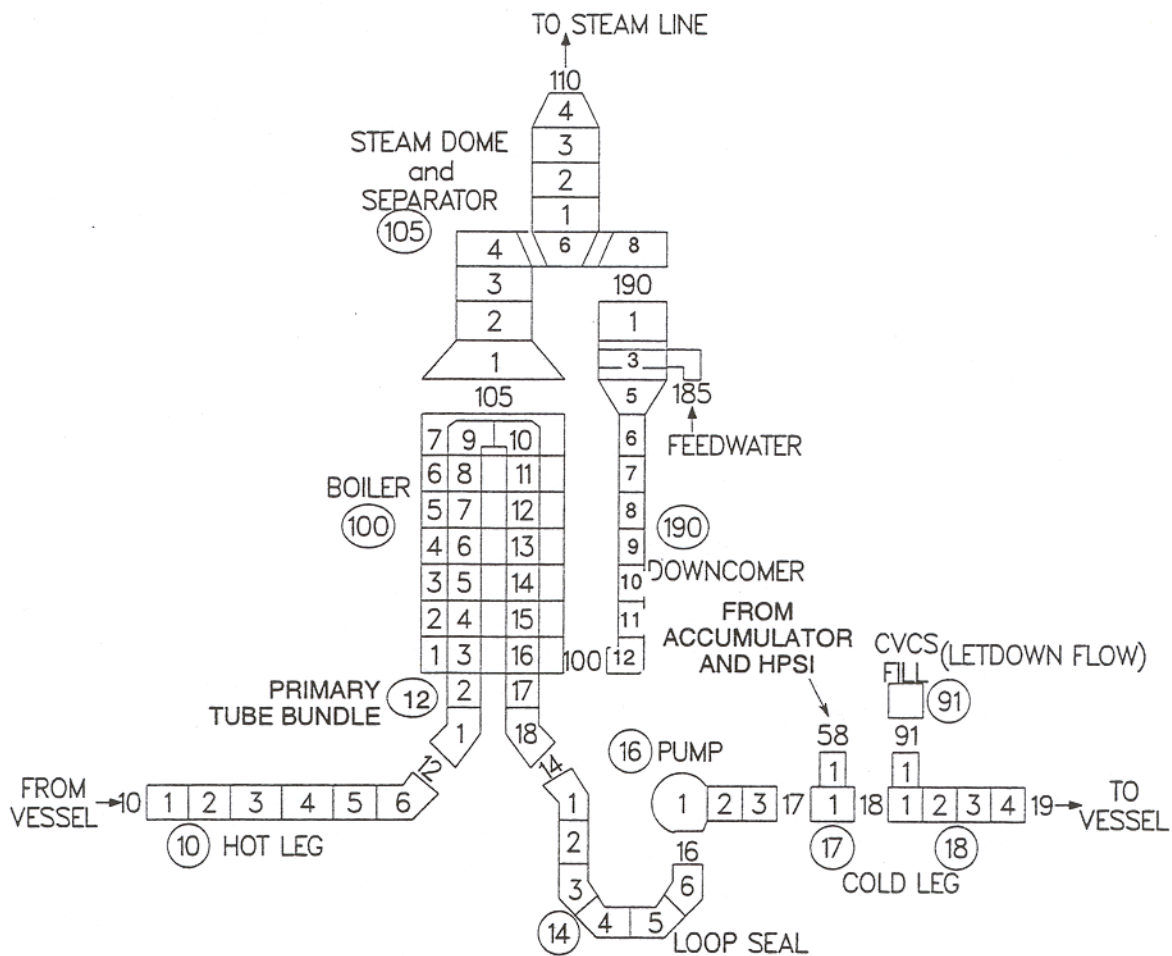 TO STEAM LINE
110
4
3
2
1
STEAM DOME
and
SEPARATOR
105
4
6
8
3
2
1
190
1
3
5
185
FEEDWATER
105
7 9 10
6 8 11
5 7 12
4 6 13
3 5 14
2 4 15
1 3 16
2 17
1 18
BOILER
100
6
7
8
9
10
11
100 12
190
DOWNCOMER
PRIMARY
TUBE BUNDLE
12
12
14
FROM
ACCUMULATOR
AND HPSI
58
1
CVCS (LETDOWN FLOW)
FILL
91
91
1
FROM
VESSEL
10 1 2 3 4 5 6
10 HOT LEG
1
2
3
4
5
6
14
LOOP SEAL
16
16 PUMP
1 2 3 17 1 18 1 2 3 4 19
TO
VESSEL
17
18
COLD LEG